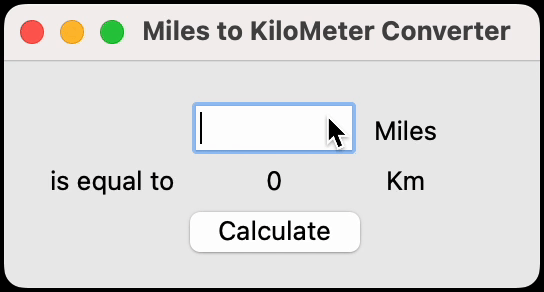 Miles to KiloMeter Converter
Miles
is equal to 0 Km
Calculate